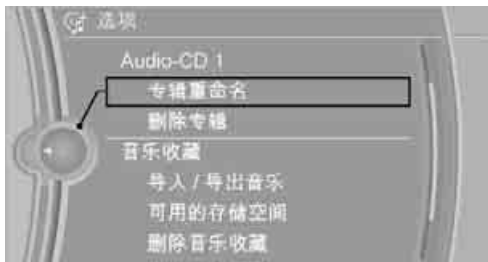 选项
Audio-CD 1
专辑重命名
删除专辑
音乐收藏
导入 / 导出音乐
可用的存储空间
删除音乐收藏